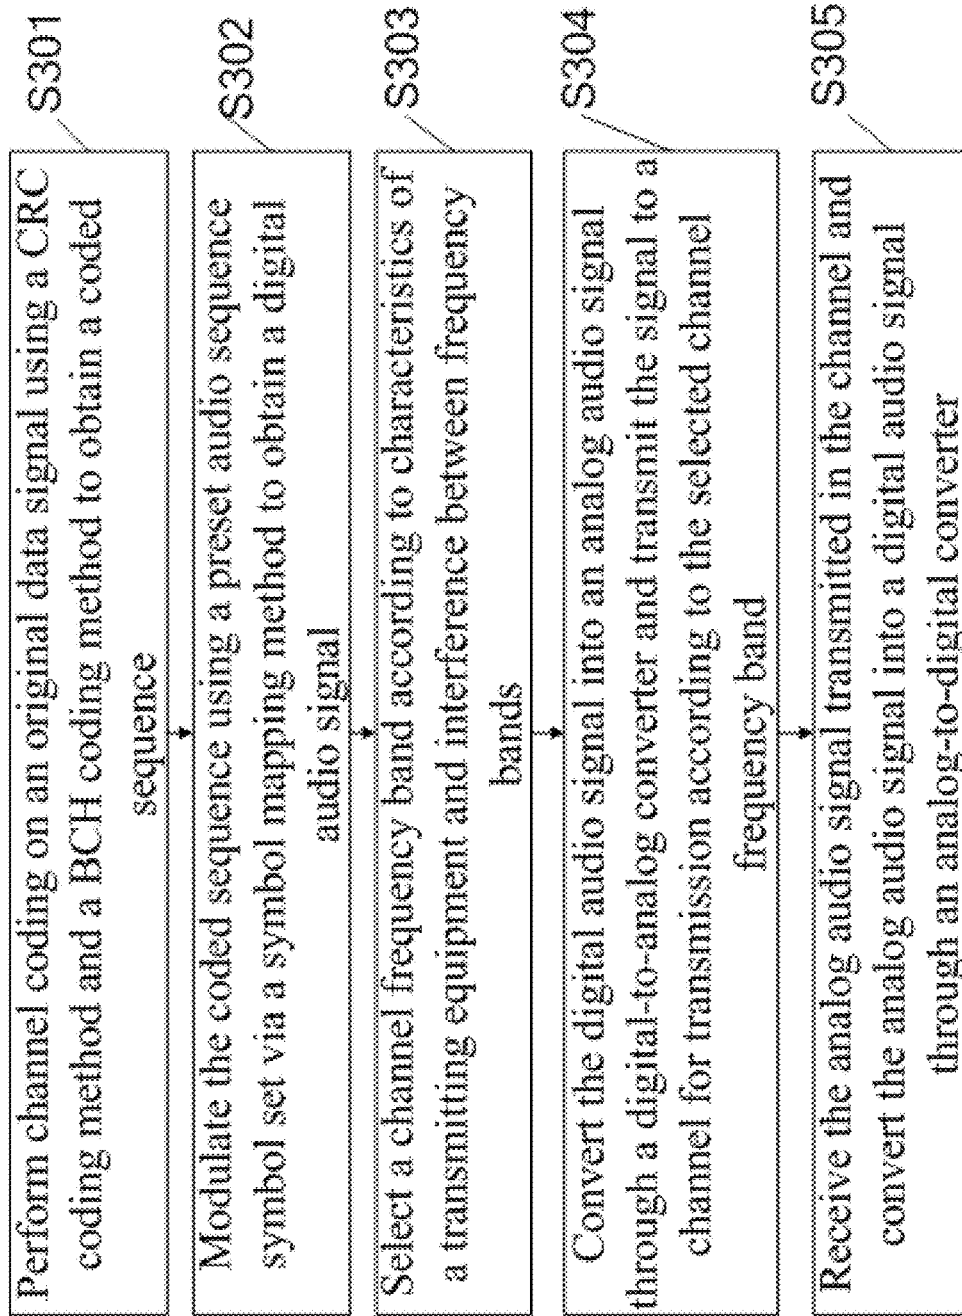 Perform channel coding on an original data signal using a CRC
coding method and a BCH coding method to obtain a coded
sequence
S301
Modulate the coded sequence using a preset audio sequence
symbol set via a symbol mapping method to obtain a digital
audio signal
S302
Select a channel frequency band according to characteristics of
a transmitting equipment and interference between frequency
bands
S303
Convert the digital audio signal into an analog audio signal
through a digital-to-analog converter and transmit the signal to a
channel for transmission according to the selected channel
frequency band
S304
Receive the analog audio signal transmitted in the channel and
convert the analog audio signal into a digital audio signal
through an analog-to-digital converter
S305